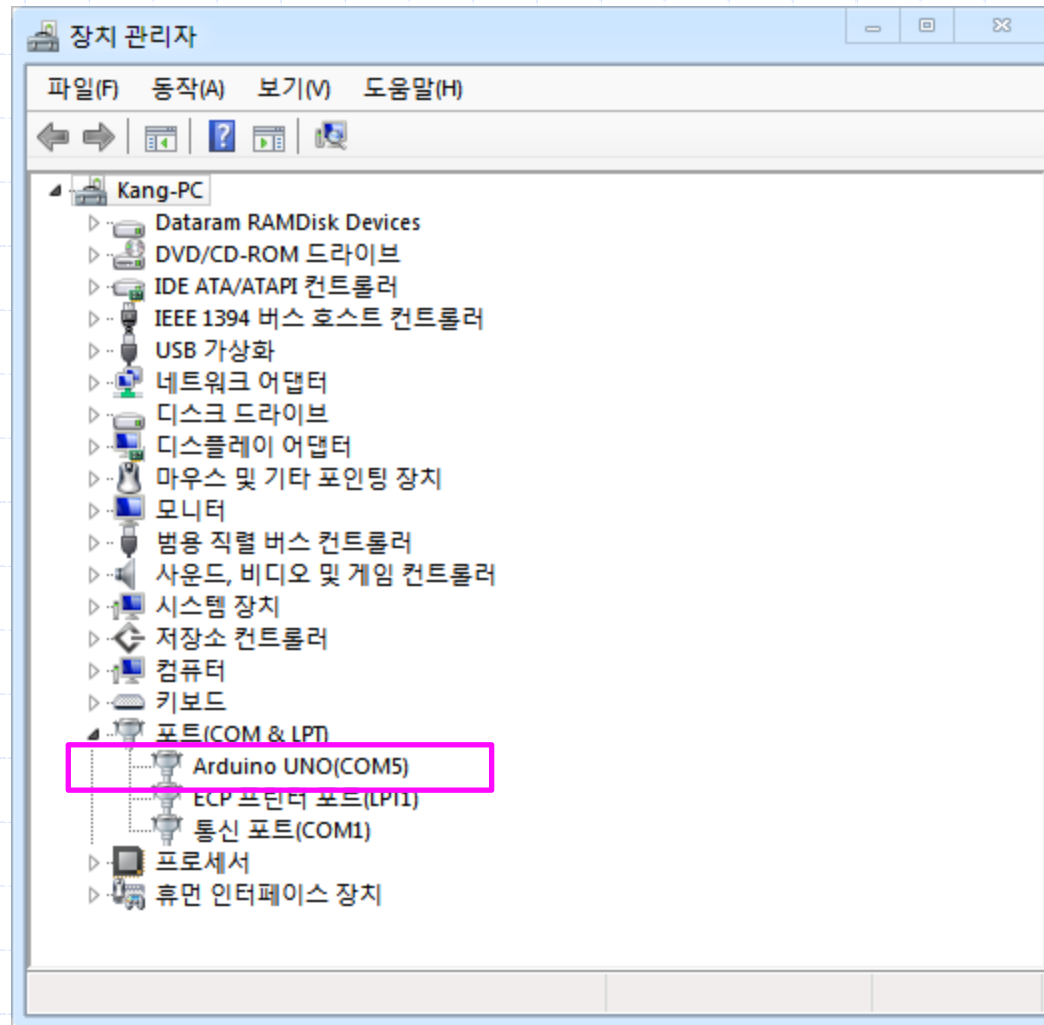 장치 관리자
파일(F) 동작(A) 보기(V) 도움말(H)
Kang-PC
Dataram RAMDisk Devices
DVD/CD-ROM 드라이브
IDE ATA/ATAPI 컨트롤러
IEEE 1394 버스 호스트 컨트롤러
USB 가상화
네트워크 어댑터
디스크 드라이브
디스플레이 어댑터
마우스 및 기타 포인팅 장치
모니터
범용 직렬 버스 컨트롤러
사운드, 비디오 및 게임 컨트롤러
시스템 장치
저장소 컨트롤러
컴퓨터
키보드
포트(COM & LPT)
Arduino UNO(COM5)
ECP 프린터 포트(LPT1)
통신 포트(COM1)
프로세서
휴먼 인터페이스 장치